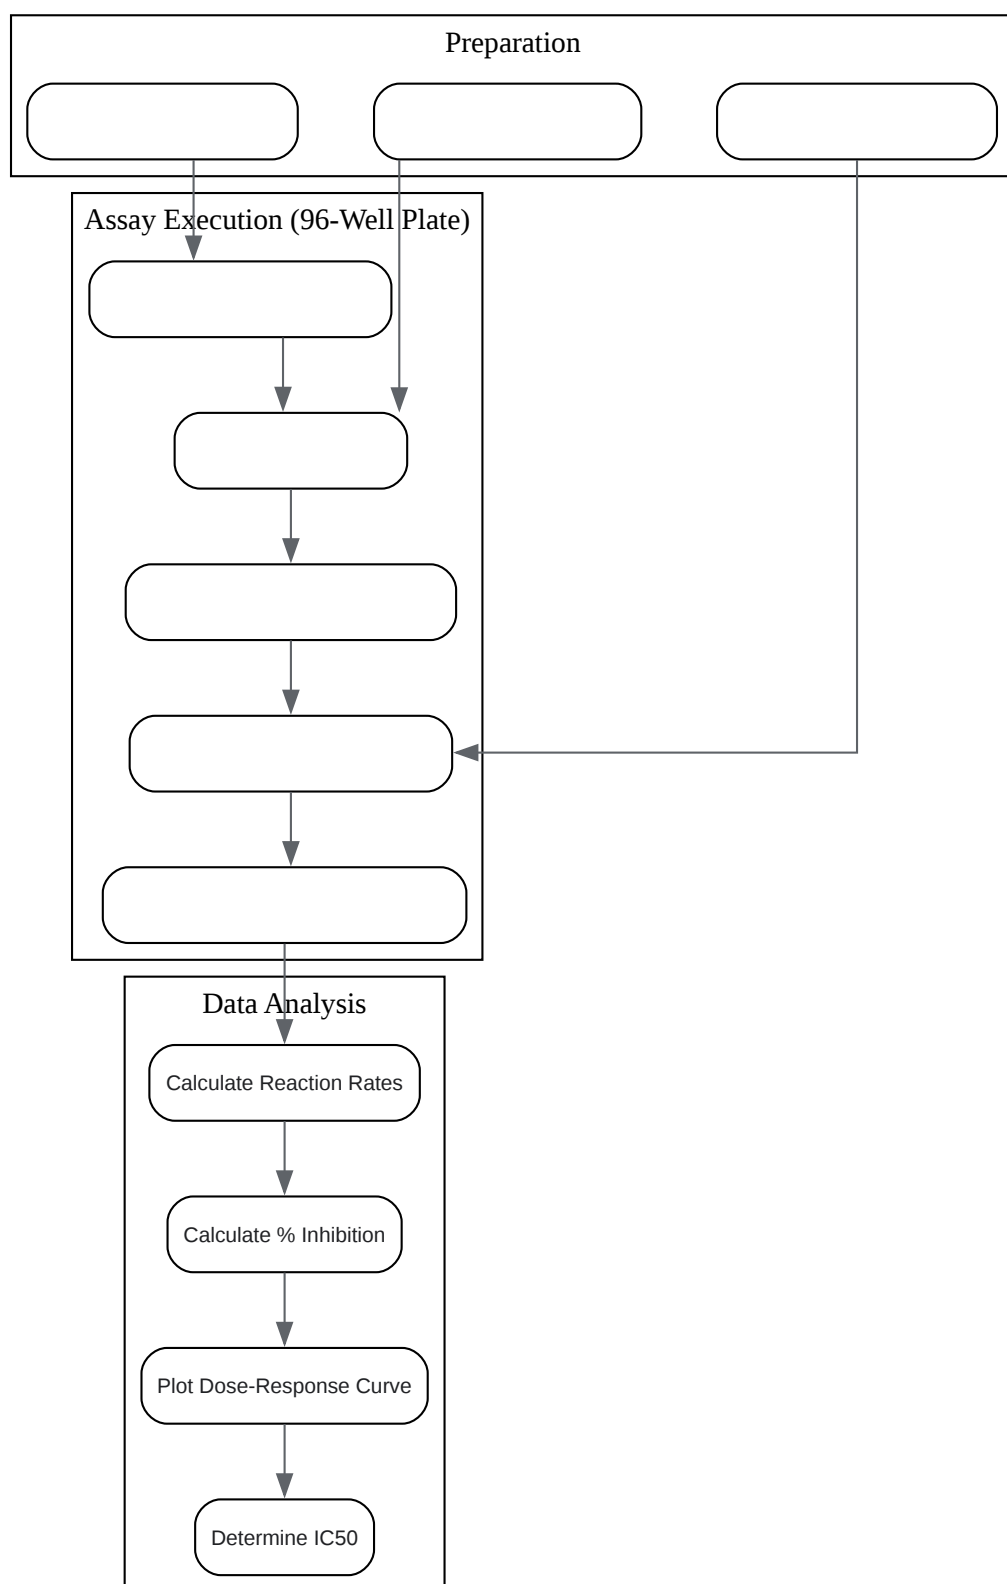 Preparation
Assay Execution (96-Well Plate)
Data Analysis
Calculate Reaction Rates
Calculate % Inhibition
Plot Dose-Response Curve
Determine IC50